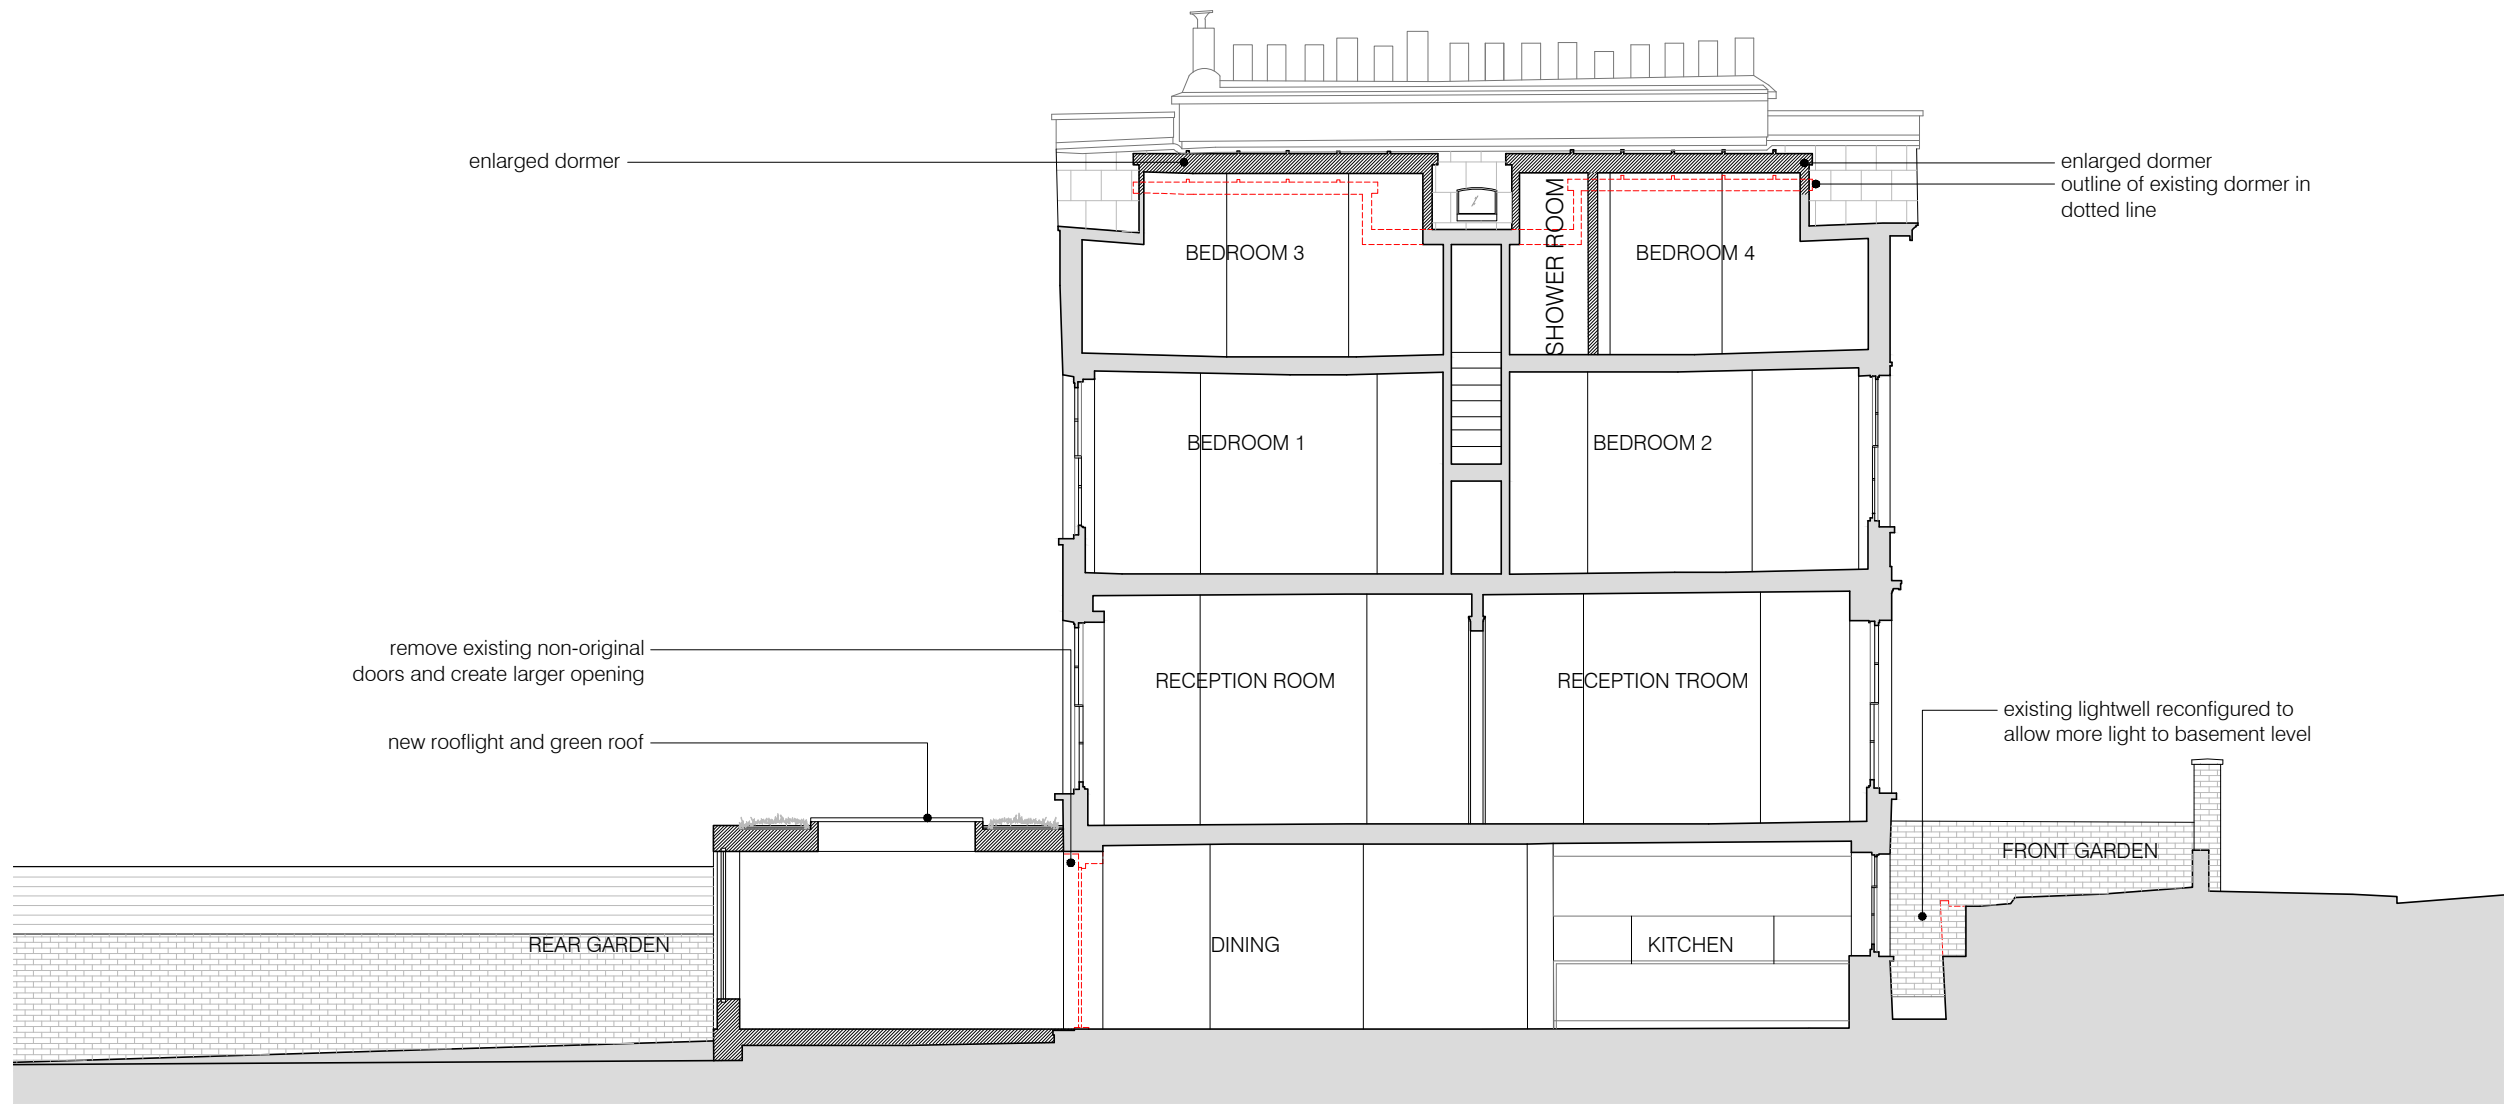 enlarged dormer
enlarged dormer
outline of existing dormer in
dotted line
BEDROOM 3
SHOWER ROOM
BEDROOM 4
BEDROOM 1
BEDROOM 2
remove existing non-original
doors and create larger opening
RECEPTION ROOM
RECEPTION TROOM
new rooflight and green roof
existing lightwell reconfigured to
allow more light to basement level
FRONT GARDEN
REAR GARDEN
DINING
KITCHEN